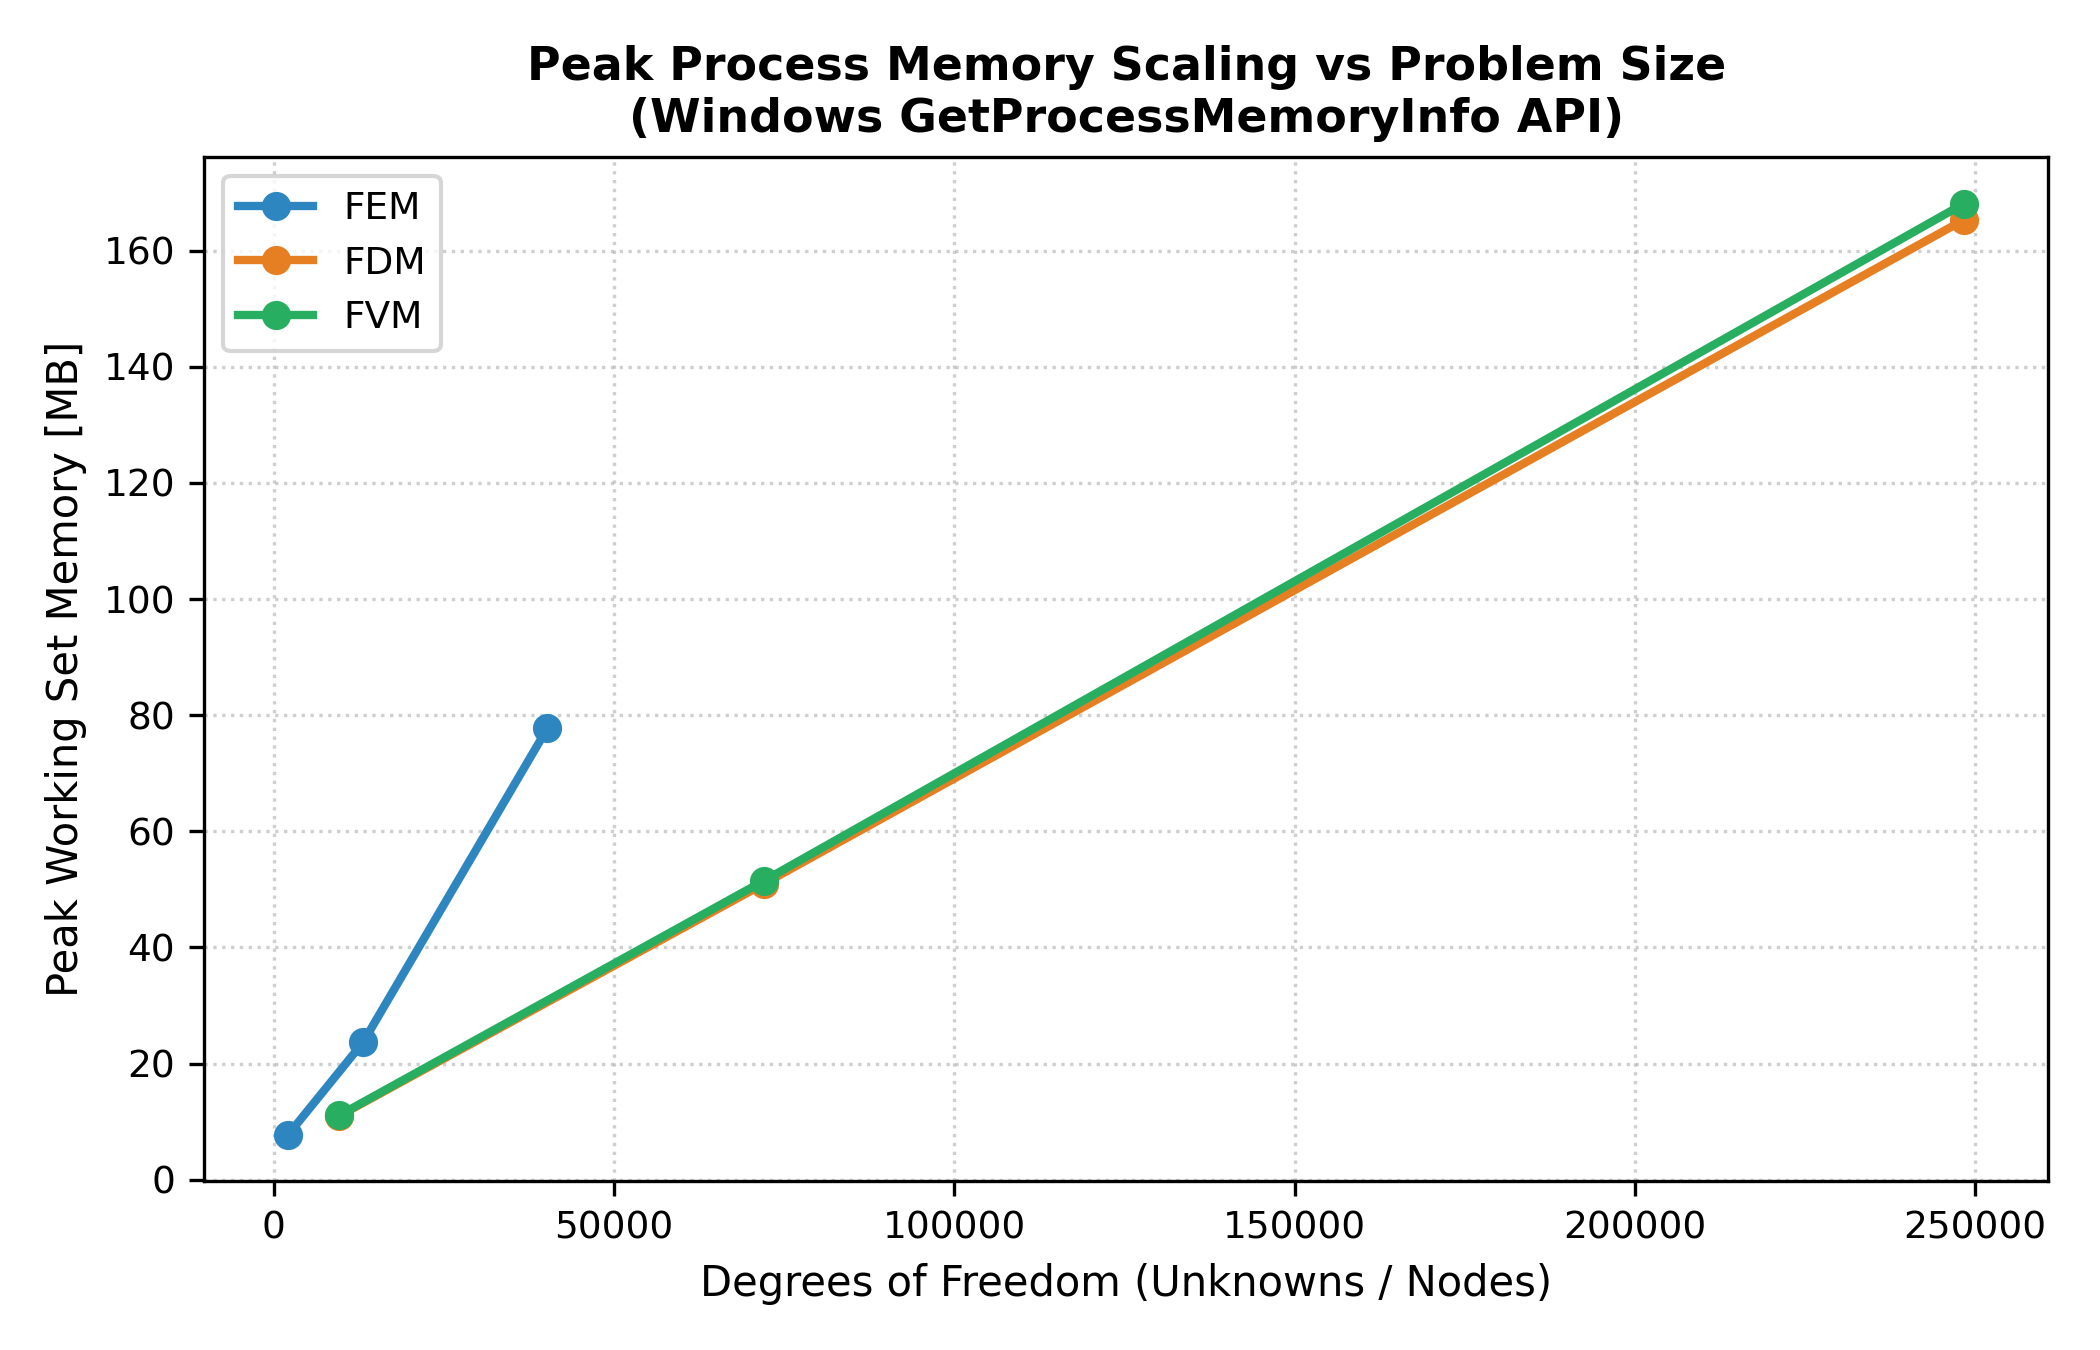 Peak Process Memory Scaling vs Problem Size
(Windows GetProcessMemoryInfo API)
FEM
FDM
FVM
Peak Working Set Memory [MB]
160
140
120
100
80
60
40
20
0
0 50000 100000 150000 200000 250000
Degrees of Freedom (Unknowns / Nodes)